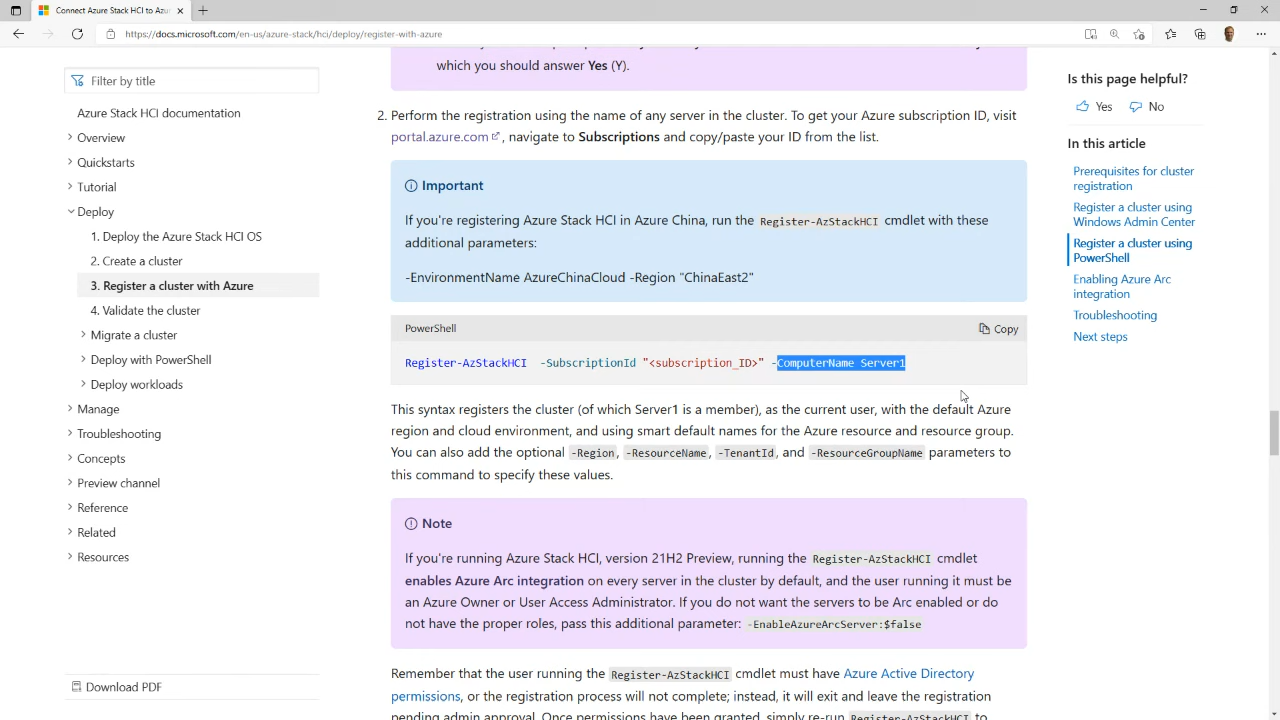 Connect Azure Stack HCI to Azur
https://docs.microsoft.com/en-us/azure-stack/hci/deploy/register-with-azure
Filter by title
Azure Stack HCI documentation
Overview
Quickstarts
Tutorial
Deploy
1. Deploy the Azure Stack HCI OS
2. Create a cluster
3. Register a cluster with Azure
4. Validate the cluster
Migrate a cluster
Deploy with PowerShell
Deploy workloads
Manage
Troubleshooting
Concepts
Preview channel
Reference
Related
Resources
Download PDF
which you should answer Yes (Y).
2. Perform the registration using the name of any server in the cluster. To get your Azure subscription ID, visit
portal.azure.com, navigate to Subscriptions and copy/paste your ID from the list.
Important
If you're registering Azure Stack HCI in Azure China, run the Register-AzStackHCI cmdlet with these
additional parameters:
-EnvironmentName AzureChinaCloud -Region "ChinaEast2"
PowerShell
Copy
Register-AzStackHCI -SubscriptionId "<subscription_ID>" -ComputerName Server1
This syntax registers the cluster (of which Server1 is a member), as the current user, with the default Azure
region and cloud environment, and using smart default names for the Azure resource and resource group.
You can also add the optional -Region, -ResourceName, -TenantId, and -ResourceGroupName parameters to
this command to specify these values.
Note
If you're running Azure Stack HCI, version 21H2 Preview, running the Register-AzStackHCI cmdlet
enables Azure Arc integration on every server in the cluster by default, and the user running it must be
an Azure Owner or User Access Administrator. If you do not want the servers to be Arc enabled or do
not have the proper roles, pass this additional parameter: -EnableAzureArcServer:$false
Remember that the user running the Register-AzStackHCI cmdlet must have Azure Active Directory
permissions, or the registration process will not complete; instead, it will exit and leave the registration
pending admin approval. Once permissions have been granted, simply re-run Register-AzStackHCI to
Is this page helpful?
Yes No
In this article
Prerequisites for cluster
registration
Register a cluster using
Windows Admin Center
Register a cluster using
PowerShell
Enabling Azure Arc
integration
Troubleshooting
Next steps